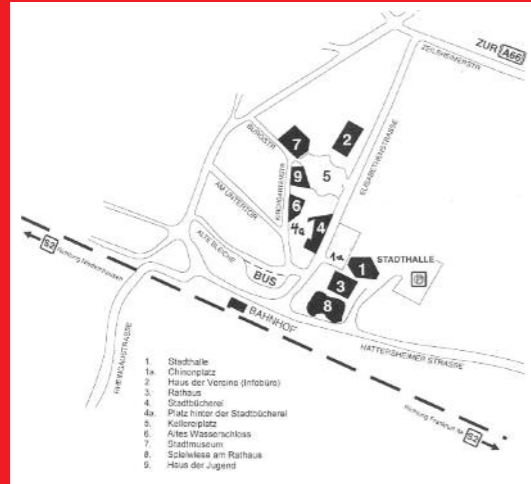 ZUR A66
ZEILSHEIMERSTR
BURGSTR.
7
2
9
5
ELISABETHENSTRASSE
AM UNTERTOR
6
4
4a
ALTE BLEICHE
1a
STADTHALLE
1
P
S2
BUS
3
8
BAHNHOF
HATTERSHEIMER STRASSE
RHEINGAUSTRASSE
1. Stadthalle
1a. Chinonplatz
2. Haus der Vereine (Infobüro)
3. Rathaus
4. Stadtbücherei
4a. Platz hinter der Stadtbücherei
5. Kellereiplatz
6. Altes Wasserschloss
7. Stadtmuseum
8. Spielwiese am Rathaus
9. Haus der Jugend
Richtung Frankfurt
S2